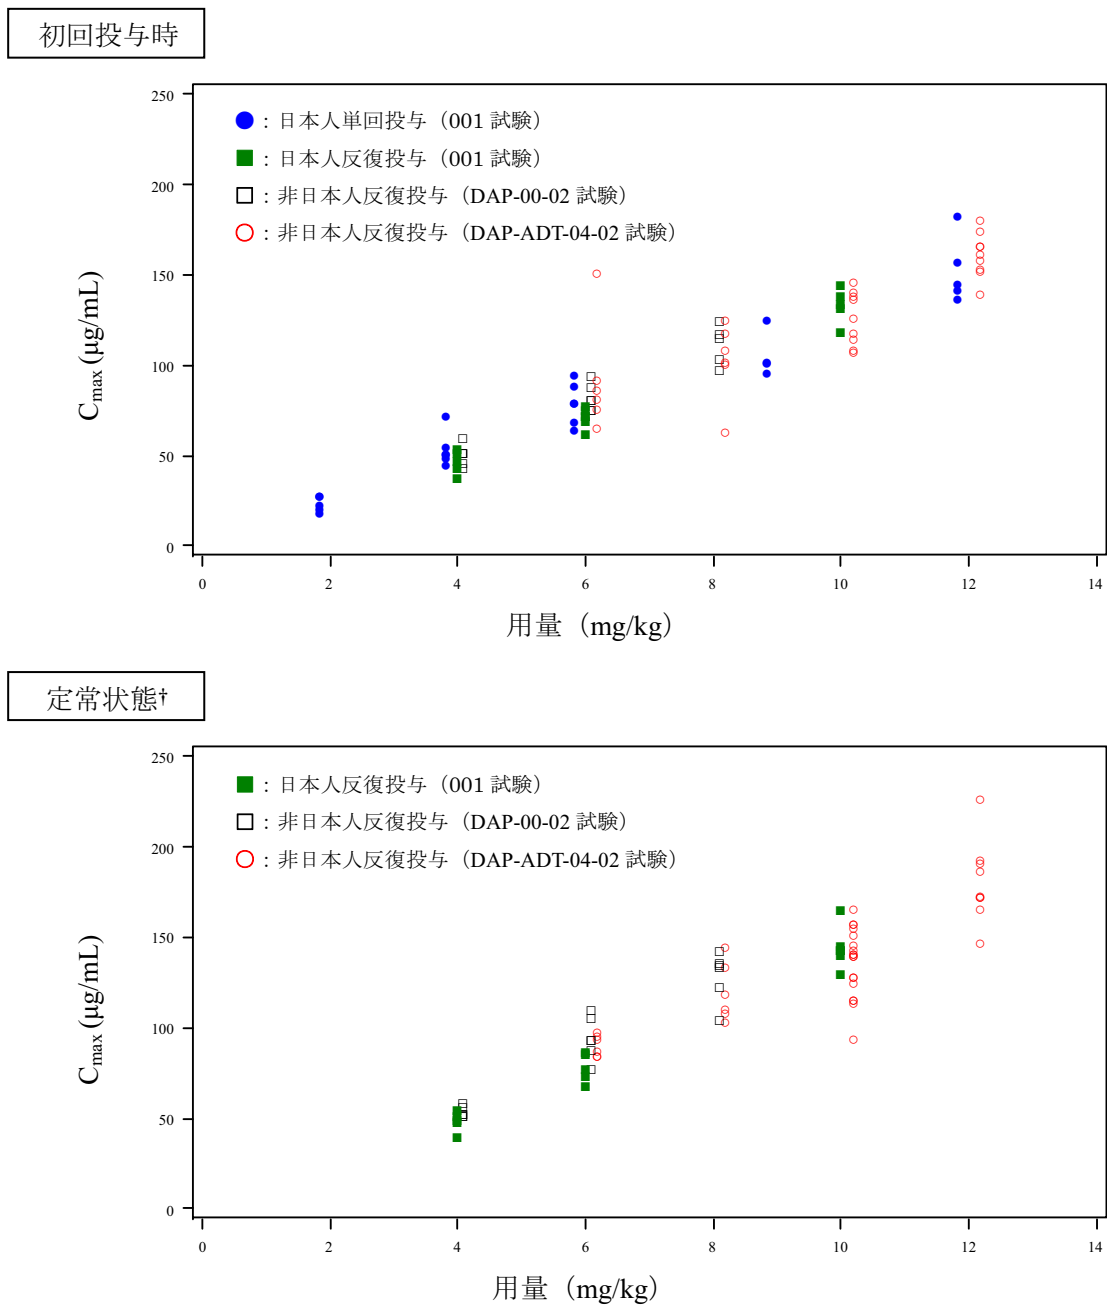 初回投与時
250
200
150
100
50
0
Cmax (µg/mL)
：日本人単回投与（001 試験）
：日本人反復投与（001 試験）
：非日本人反復投与（DAP-00-02 試験）
：非日本人反復投与（DAP-ADT-04-02 試験）
0 2 4 6 8 10 12 14
用量（mg/kg）
定常状態†
250
200
150
100
50
0
Cmax (µg/mL)
：日本人反復投与（001 試験）
：非日本人反復投与（DAP-00-02 試験）
：非日本人反復投与（DAP-ADT-04-02 試験）
0 2 4 6 8 10 12 14
用量（mg/kg）